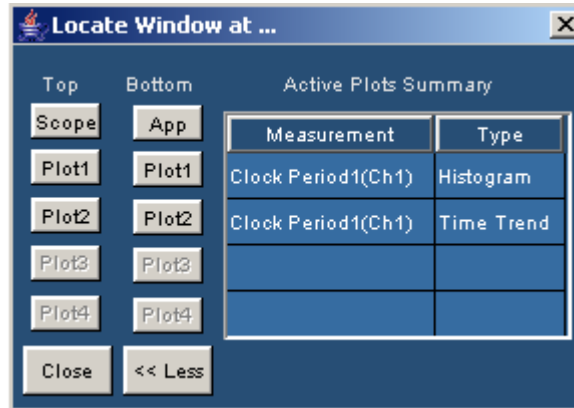 Locate Window at ...
Top Bottom Active Plots Summary
Scope App Measurement Type
Plot1 Plot1 Clock Period1(Ch1) Histogram
Plot2 Plot2 Clock Period1(Ch1) Time Trend
Plot3 Plot3
Plot4 Plot4
Close << Less